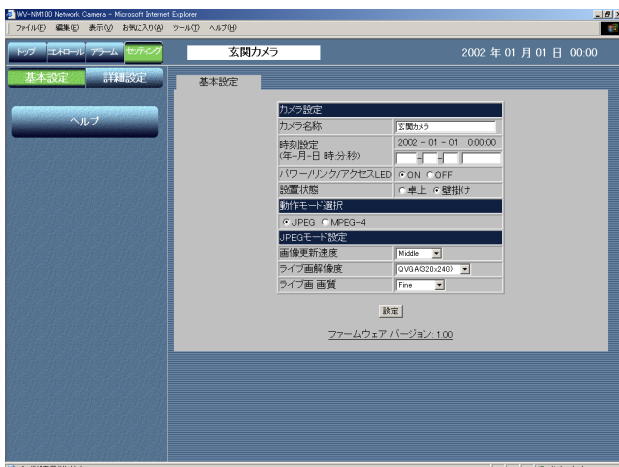 WV-NM100 Network Camera - Microsoft Internet Explorer
ファイル(F) 編集(E) 表示(V) お気に入り(A) ツール(T) ヘルプ(H)
トップ エントロール アラーム セッティング 玄関カメラ 2002 年 01 月 01 日 00:00
基本設定 詳細設定 基本設定
ヘルプ
カメラ設定
カメラ名称 玄関カメラ
時刻設定 2002 - 01 - 01 0:00:00
(年-月-日 時:分:秒) - -
パワー/リンク/アクセスLED ON OFF
設置状態 卓上 壁掛け
動作モード選択
JPEG MPEG-4
JPEGモード設定
画像更新速度 Middle
ライブ画解像度 QVGA(320x240)
ライブ画 画質 Fine
設定
ファームウェア バージョン: 1.00